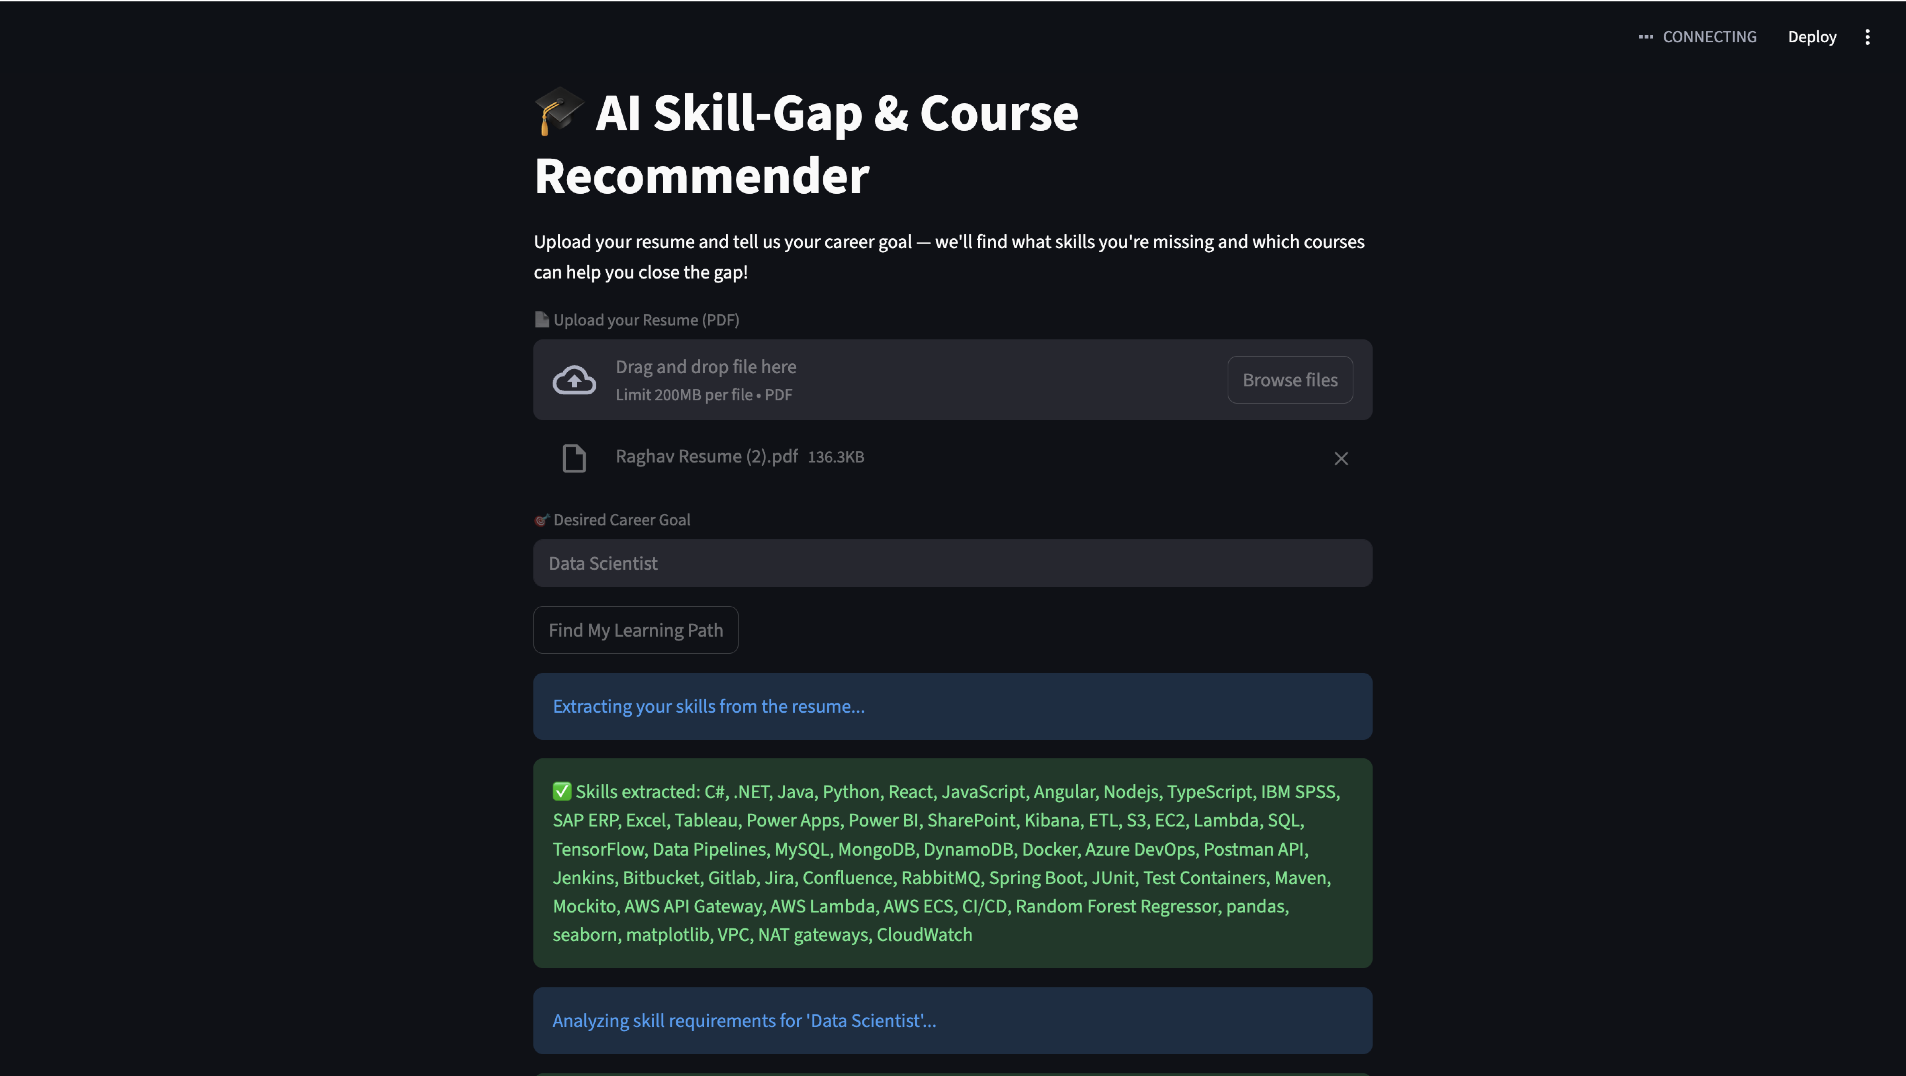 CONNECTING Deploy
AI Skill-Gap & Course
Recommender
Upload your resume and tell us your career goal — we'll find what skills you're missing and which courses
can help you close the gap!
Upload your Resume (PDF)
Drag and drop file here
Limit 200MB per file • PDF
Browse files
Raghav Resume (2).pdf 136.3KB
Desired Career Goal
Data Scientist
Find My Learning Path
Extracting your skills from the resume...
✅ Skills extracted: C#, .NET, Java, Python, React, JavaScript, Angular, Nodejs, TypeScript, IBM SPSS,
SAP ERP, Excel, Tableau, Power Apps, Power BI, SharePoint, Kibana, ETL, S3, EC2, Lambda, SQL,
TensorFlow, Data Pipelines, MySQL, MongoDB, DynamoDB, Docker, Azure DevOps, Postman API,
Jenkins, Bitbucket, Gitlab, Jira, Confluence, RabbitMQ, Spring Boot, JUnit, Test Containers, Maven,
Mockito, AWS API Gateway, AWS Lambda, AWS ECS, CI/CD, Random Forest Regressor, pandas,
seaborn, matplotlib, VPC, NAT gateways, CloudWatch
Analyzing skill requirements for 'Data Scientist'...